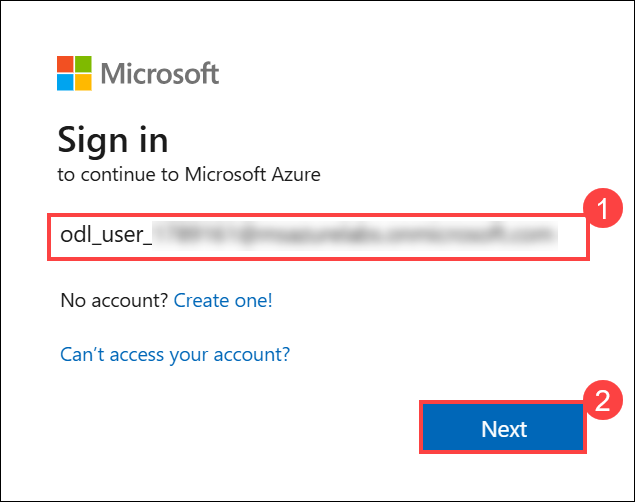 Microsoft
Sign in
to continue to Microsoft Azure
1
odl_user_
No account? Create one!
Can't access your account?
2
Next